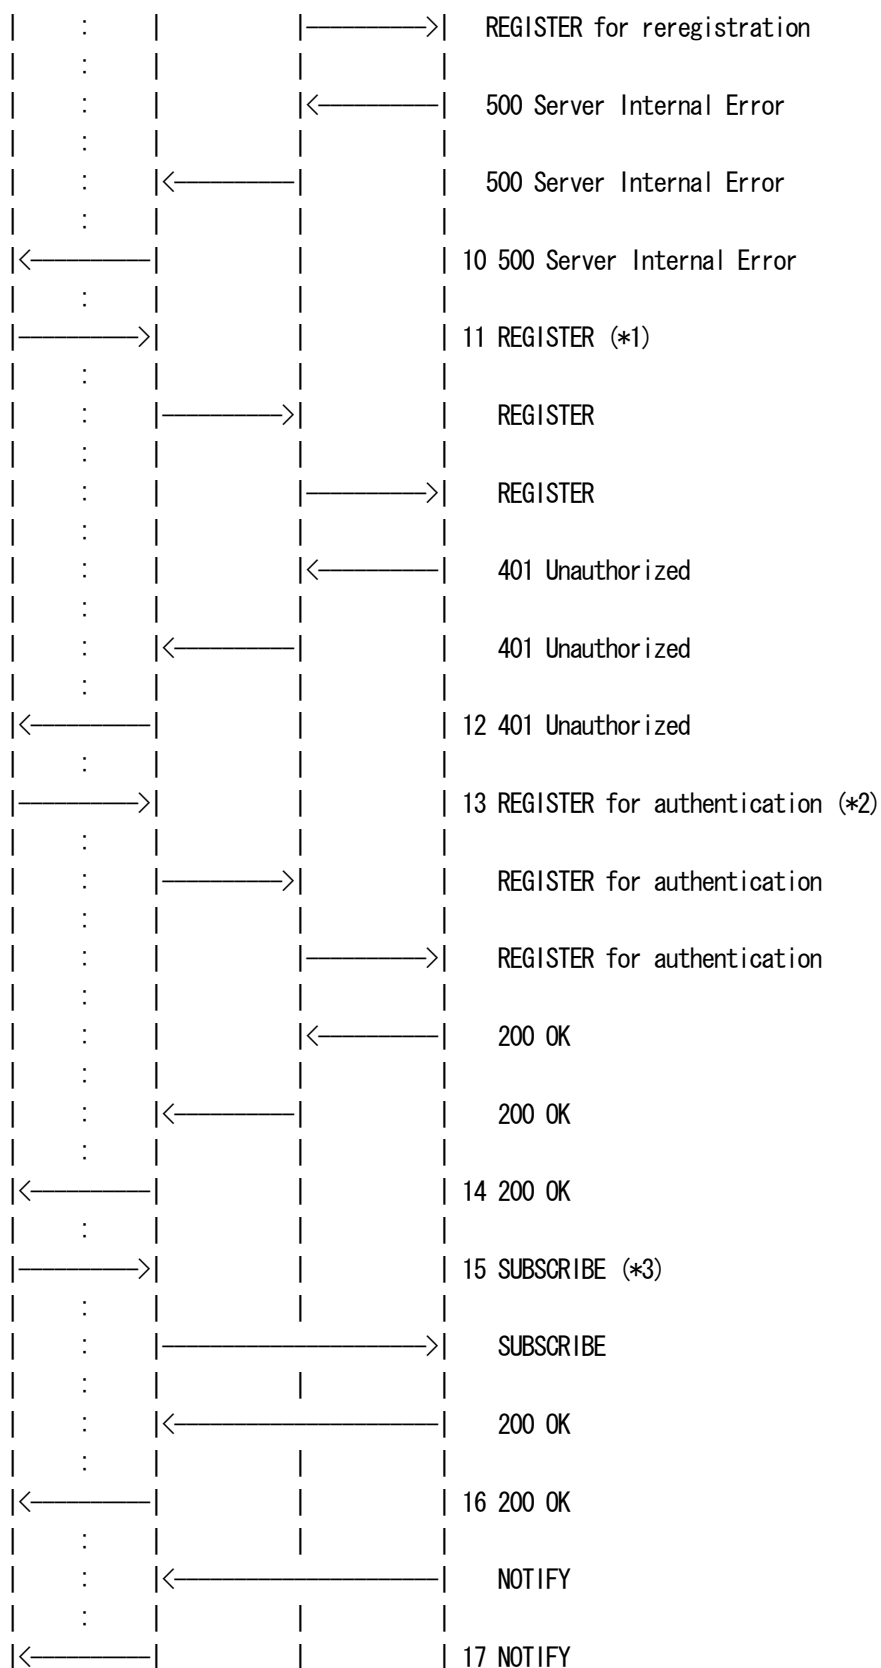 REGISTER for reregistration
500 Server Internal Error
500 Server Internal Error
10 500 Server Internal Error
11 REGISTER (*1)
REGISTER
REGISTER
401 Unauthorized
401 Unauthorized
12 401 Unauthorized
13 REGISTER for authentication (*2)
REGISTER for authentication
REGISTER for authentication
200 OK
200 OK
14 200 OK
15 SUBSCRIBE (*3)
SUBSCRIBE
200 OK
16 200 OK
NOTIFY
17 NOTIFY